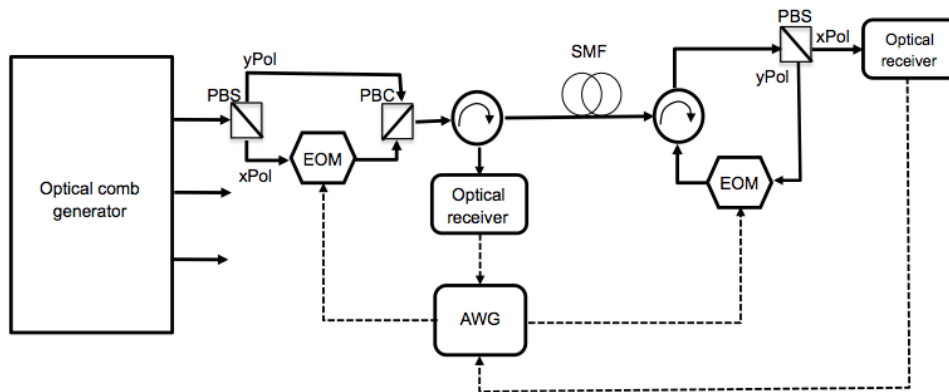 Optical comb
generator
PBS
yPol
xPol
EOM
PBC
Optical
receiver
AWG
SMF
PBS
xPol
yPol
EOM
Optical
receiver